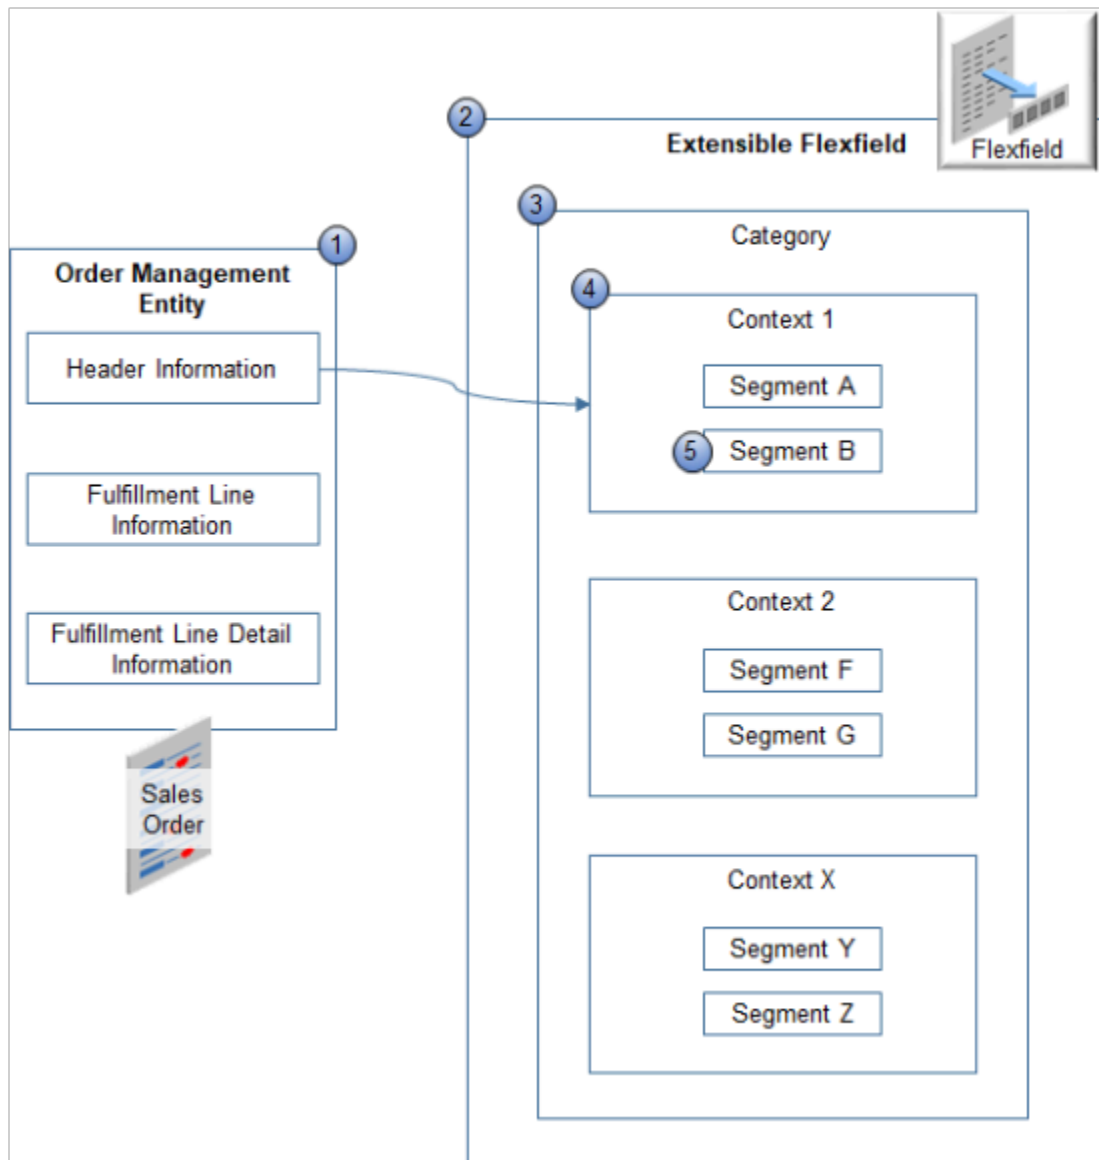 Flexfield
2
Extensible Flexfield
3
Category
1
Order Management
Entity
Header Information
Fulfillment Line
Information
Fulfillment Line Detail
Information
Sales
Order
4
Context 1
Segment A
5
Segment B
Context 2
Segment F
Segment G
Context X
Segment Y
Segment Z